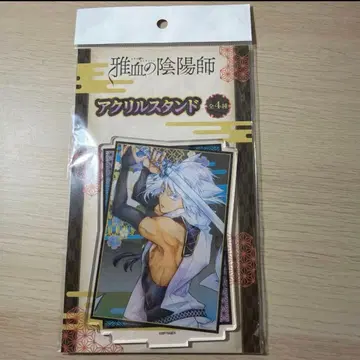 雅血の陰陽師
アクリルスタンド
全4種